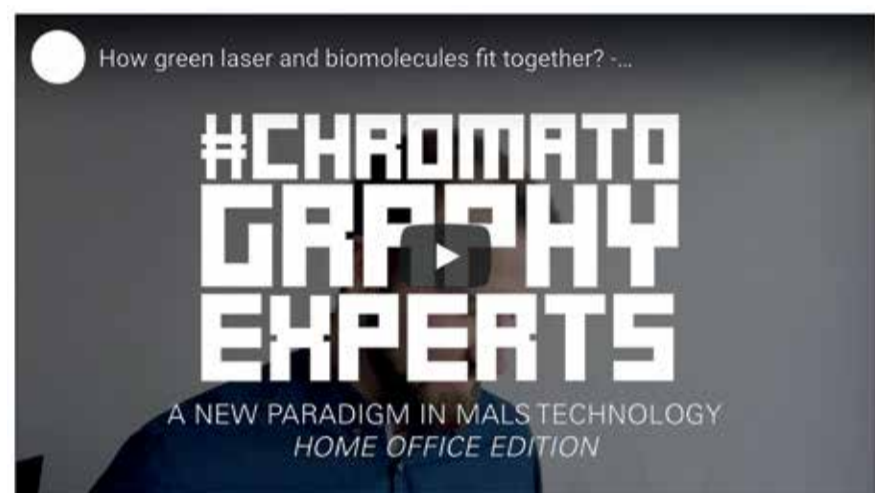 How green laser and biomolecules fit together? -...
#CHROMATO
GRAPHY
EXPERTS
A NEW PARADIGM IN MALS TECHNOLOGY
HOME OFFICE EDITION